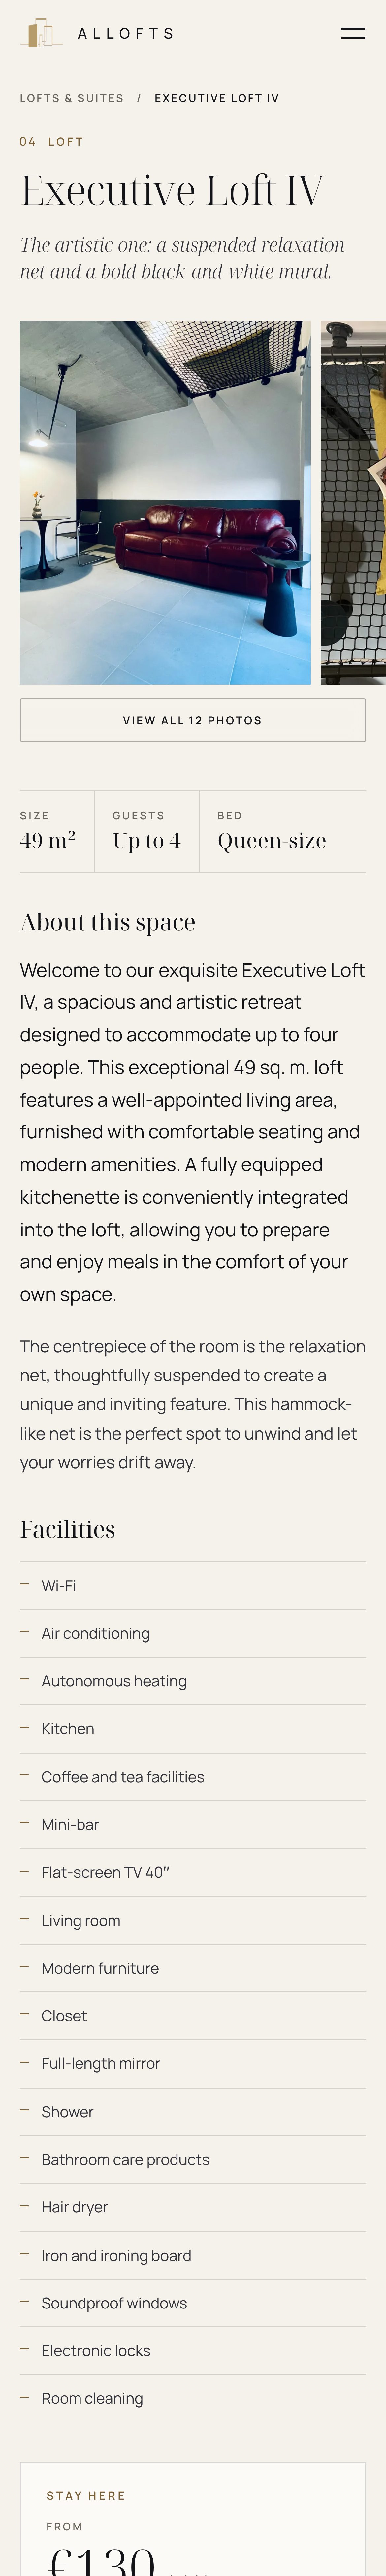 ALLOFTS
LOFTS & SUITES / EXECUTIVE LOFT IV
04 LOFT
Executive Loft IV
The artistic one: a suspended relaxation
net and a bold black-and-white mural.
VIEW ALL 12 PHOTOS
SIZE GUESTS BED
49 m² Up to 4 Queen-size
About this space
Welcome to our exquisite Executive Loft
IV, a spacious and artistic retreat
designed to accommodate up to four
people. This exceptional 49 sq. m. loft
features a well-appointed living area,
furnished with comfortable seating and
modern amenities. A fully equipped
kitchenette is conveniently integrated
into the loft, allowing you to prepare
and enjoy meals in the comfort of your
own space.
The centrepiece of the room is the relaxation
net, thoughtfully suspended to create a
unique and inviting feature. This hammock-
like net is the perfect spot to unwind and let
your worries drift away.
Facilities
Wi-Fi
Air conditioning
Autonomous heating
Kitchen
Coffee and tea facilities
Mini-bar
Flat-screen TV 40″
Living room
Modern furniture
Closet
Full-length mirror
Shower
Bathroom care products
Hair dryer
Iron and ironing board
Soundproof windows
Electronic locks
Room cleaning
STAY HERE
FROM
€130